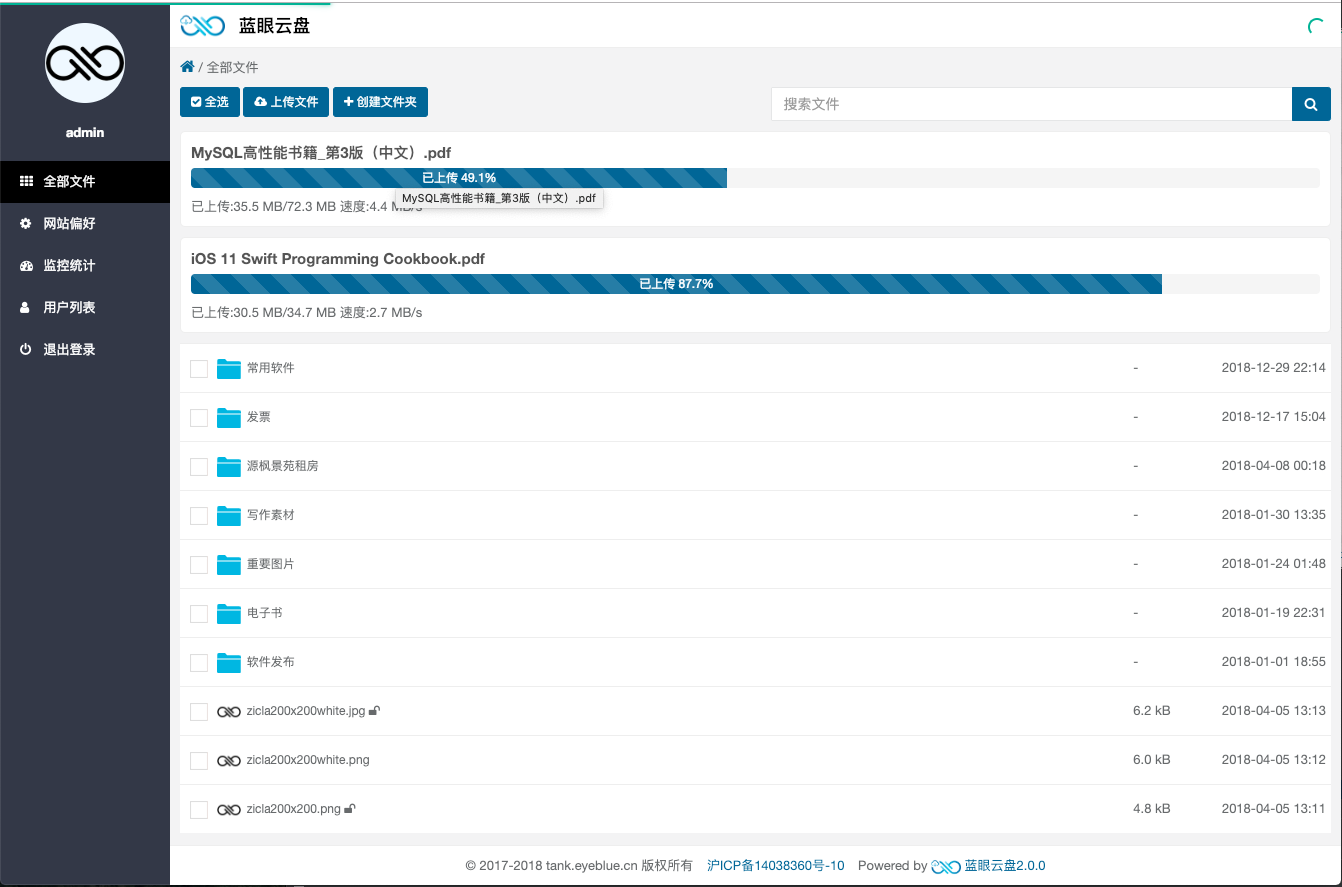 蓝眼云盘
admin
全部文件
网站偏好
监控统计
用户列表
退出登录
/ 全部文件
全选 上传文件 创建文件夹 搜索文件
MySQL高性能书籍_第3版（中文）.pdf
已上传 49.1%
MySQL高性能书籍_第3版（中文）.pdf
已上传:35.5 MB/72.3 MB 速度:4.4 MB/s
iOS 11 Swift Programming Cookbook.pdf
已上传 87.7%
已上传:30.5 MB/34.7 MB 速度:2.7 MB/s
常用软件 - 2018-12-29 22:14
发票 - 2018-12-17 15:04
源枫景苑租房 - 2018-04-08 00:18
写作素材 - 2018-01-30 13:35
重要图片 - 2018-01-24 01:48
电子书 - 2018-01-19 22:31
软件发布 - 2018-01-01 18:55
zicla200x200white.jpg 6.2 kB 2018-04-05 13:13
zicla200x200white.png 6.0 kB 2018-04-05 13:12
zicla200x200.png 4.8 kB 2018-04-05 13:11
© 2017-2018 tank.eyeblue.cn 版权所有 沪ICP备14038360号-10 Powered by 蓝眼云盘2.0.0